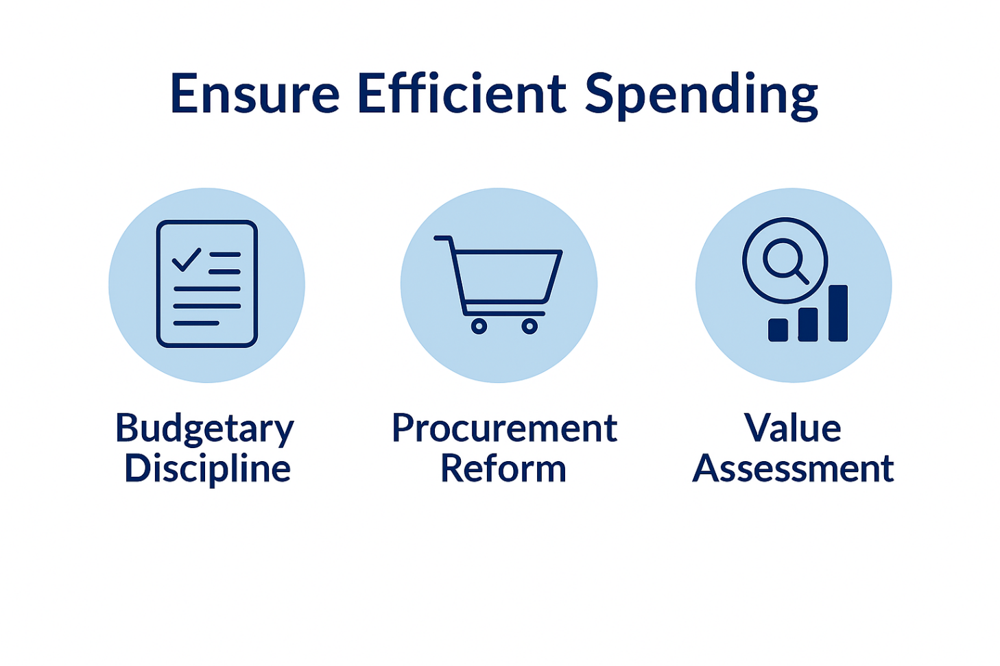 Ensure Efficient Spending
Budgetary
Discipline
Procurement
Reform
Value
Assessment